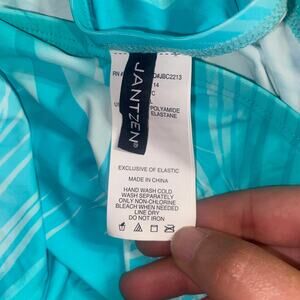 RN #
D#JBC2213
14
JANTZEN®
POLYAMIDE
ELASTANE
EXCLUSIVE OF ELASTIC
MADE IN CHINA
HAND WASH COLD
WASH SEPARATELY
ONLY NON-CHLORINE
BLEACH WHEN NEEDED
LINE DRY
DO NOT IRON